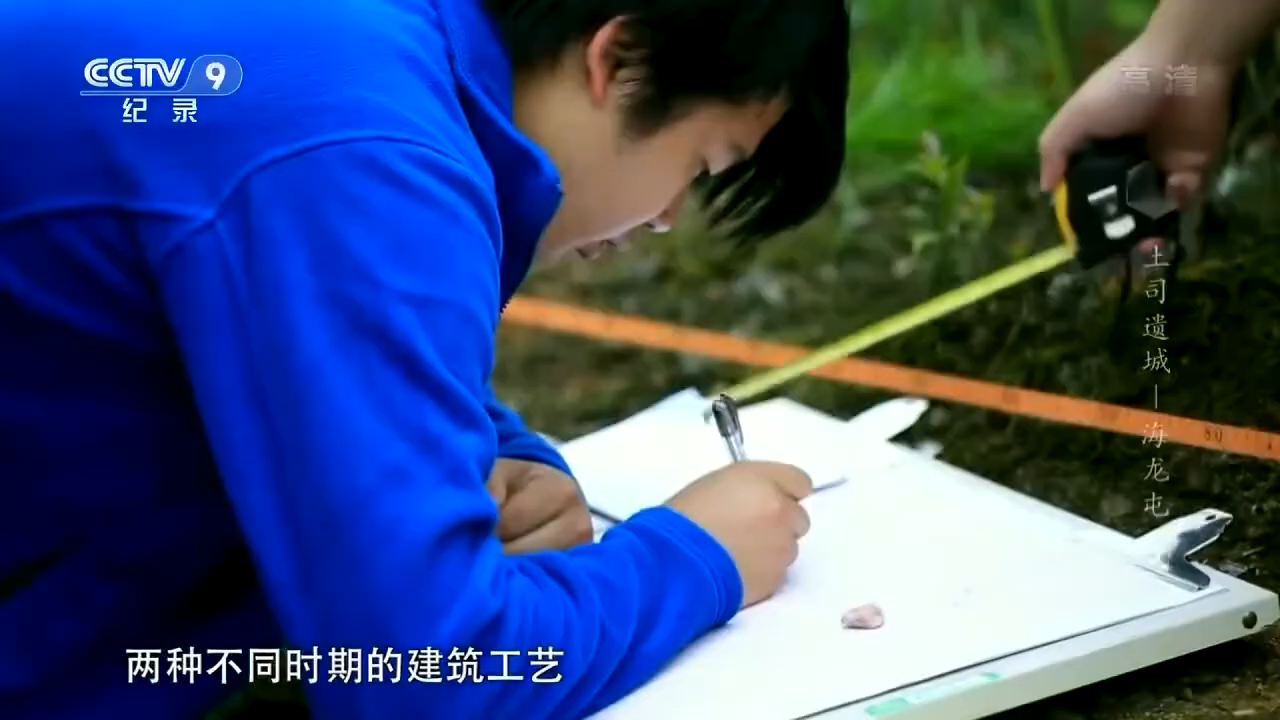 CCTV 9
纪录
高清
土司遗城—海龙屯
两种不同时期的建筑工艺